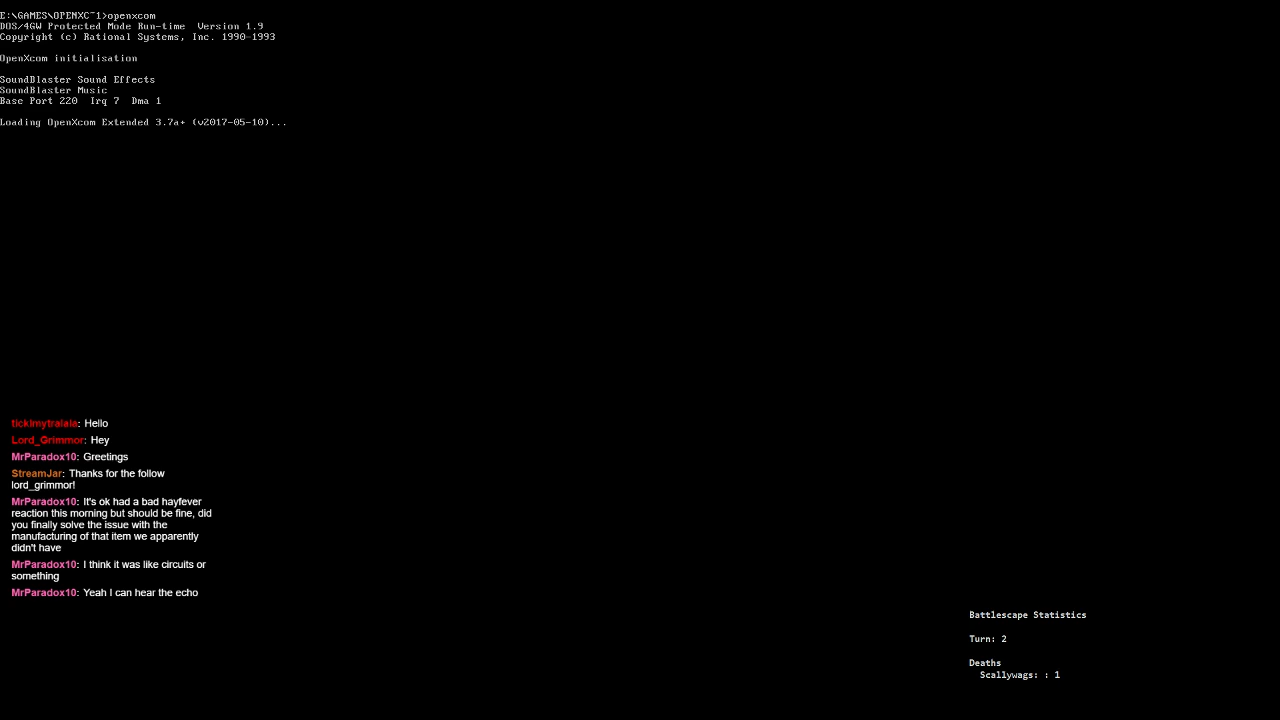 E:\GAMES\OPENXC~1>openxcom
DOS/4GW Protected Mode Run-time  Version 1.9
Copyright (c) Rational Systems, Inc. 1990-1993
OpenXcom initialisation
SoundBlaster Sound Effects
SoundBlaster Music
Base Port 220  Irq 7  Dma 1
Loading OpenXcom Extended 3.7a+ (v2017-05-10)...
ticklmytralala: Hello
Lord_Grimmor: Hey
MrParadox10: Greetings
StreamJar: Thanks for the follow
lord_grimmor!
MrParadox10: It's ok had a bad hayfever
reaction this morning but should be fine, did
you finally solve the issue with the
manufacturing of that item we apparently
didn't have
MrParadox10: I think it was like circuits or
something
MrParadox10: Yeah I can hear the echo
Battlescape Statistics
Turn: 2
Deaths
Scallywags: : 1